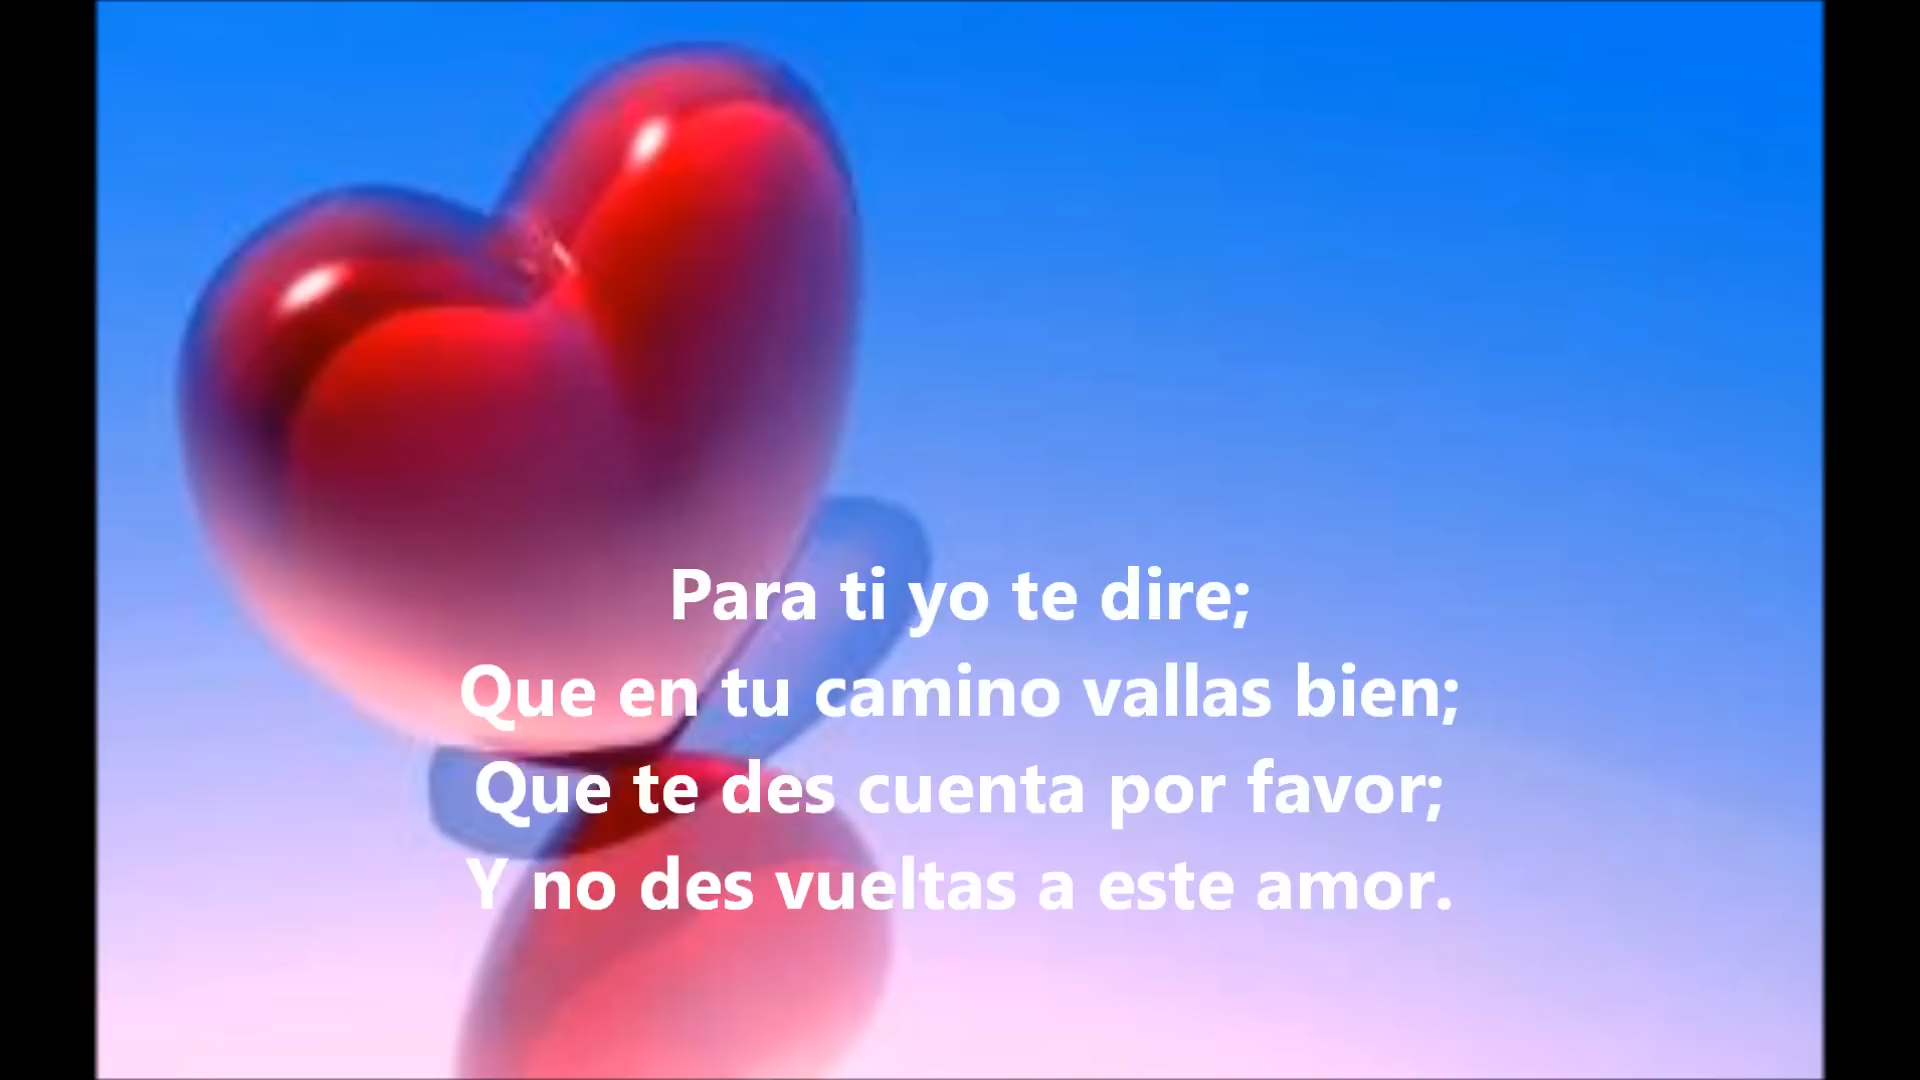 Para ti yo te dire;
Que en tu camino vallas bien;
Que te des cuenta por favor;
Y no des vueltas a este amor.